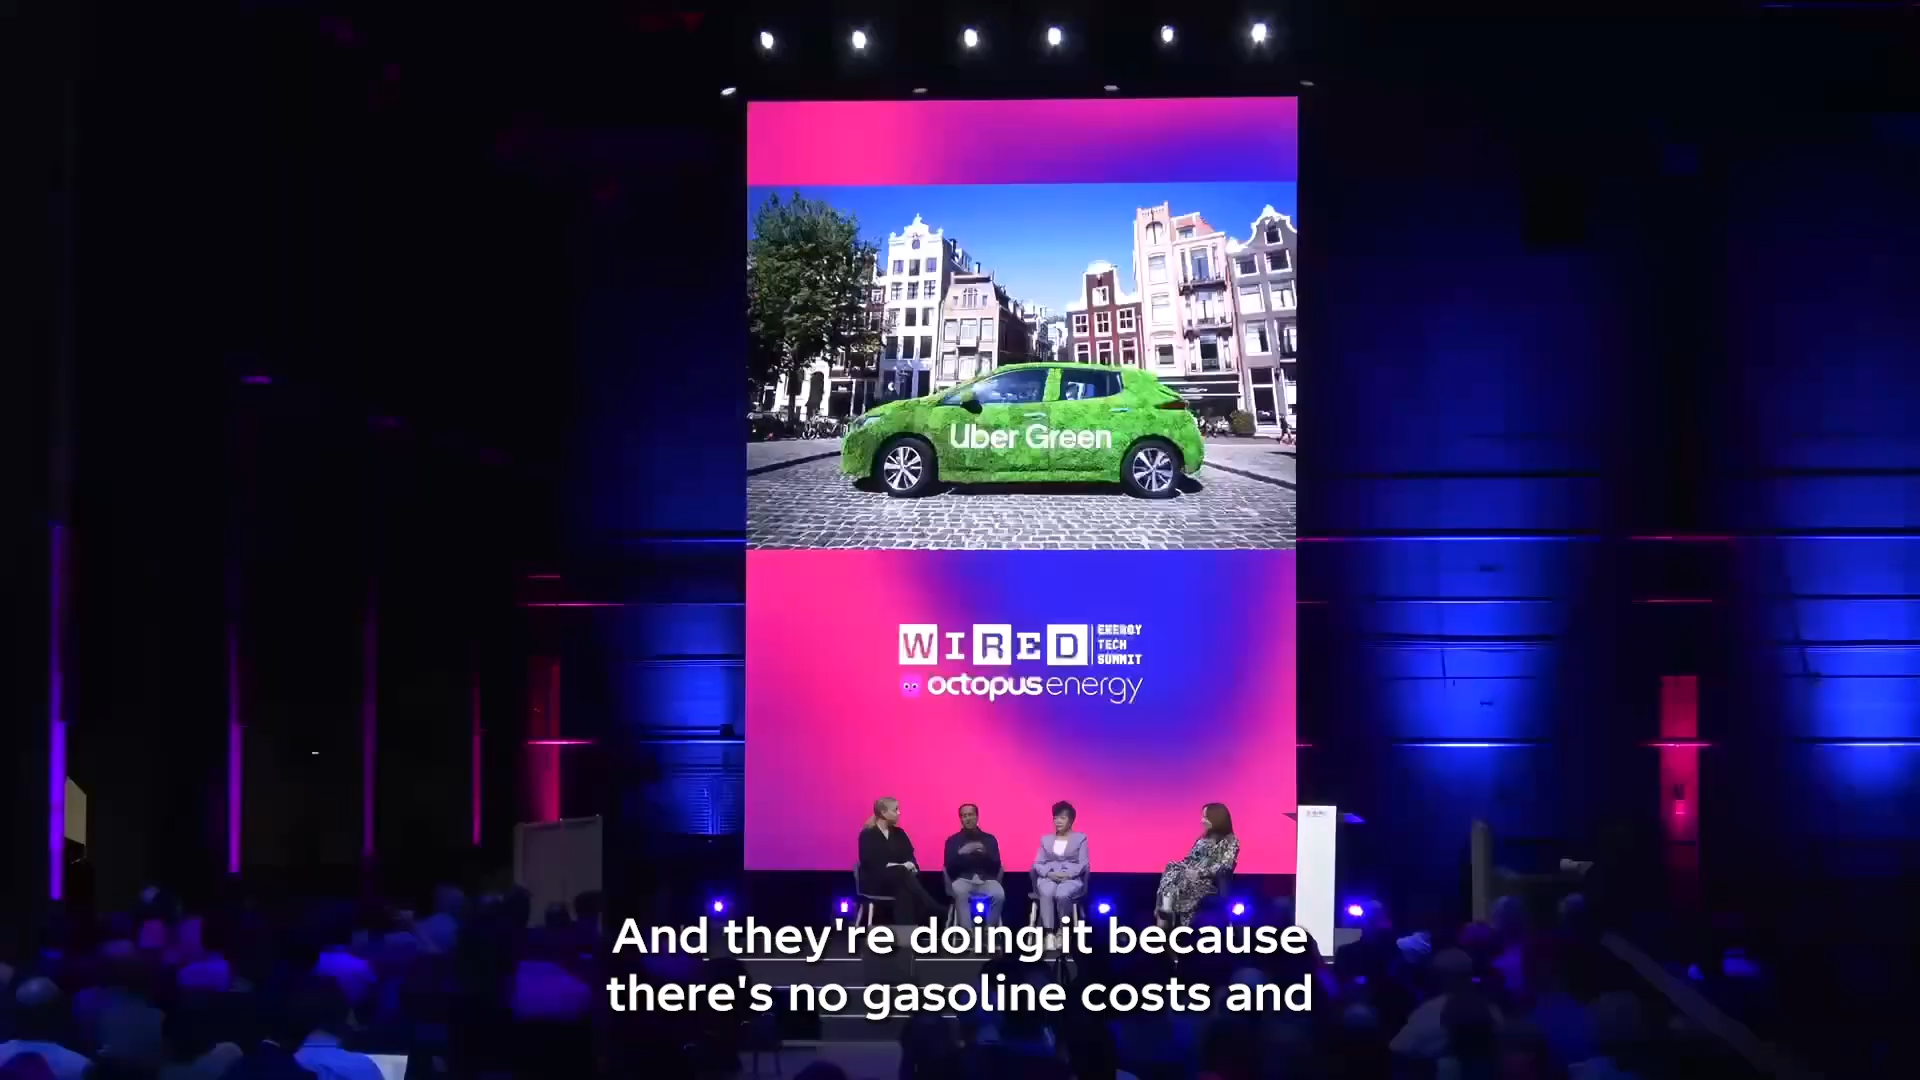 Uber Green
WIRED
ENERGY
TECH
SUMMIT
octopus energy
And they're doing it because
there's no gasoline costs and